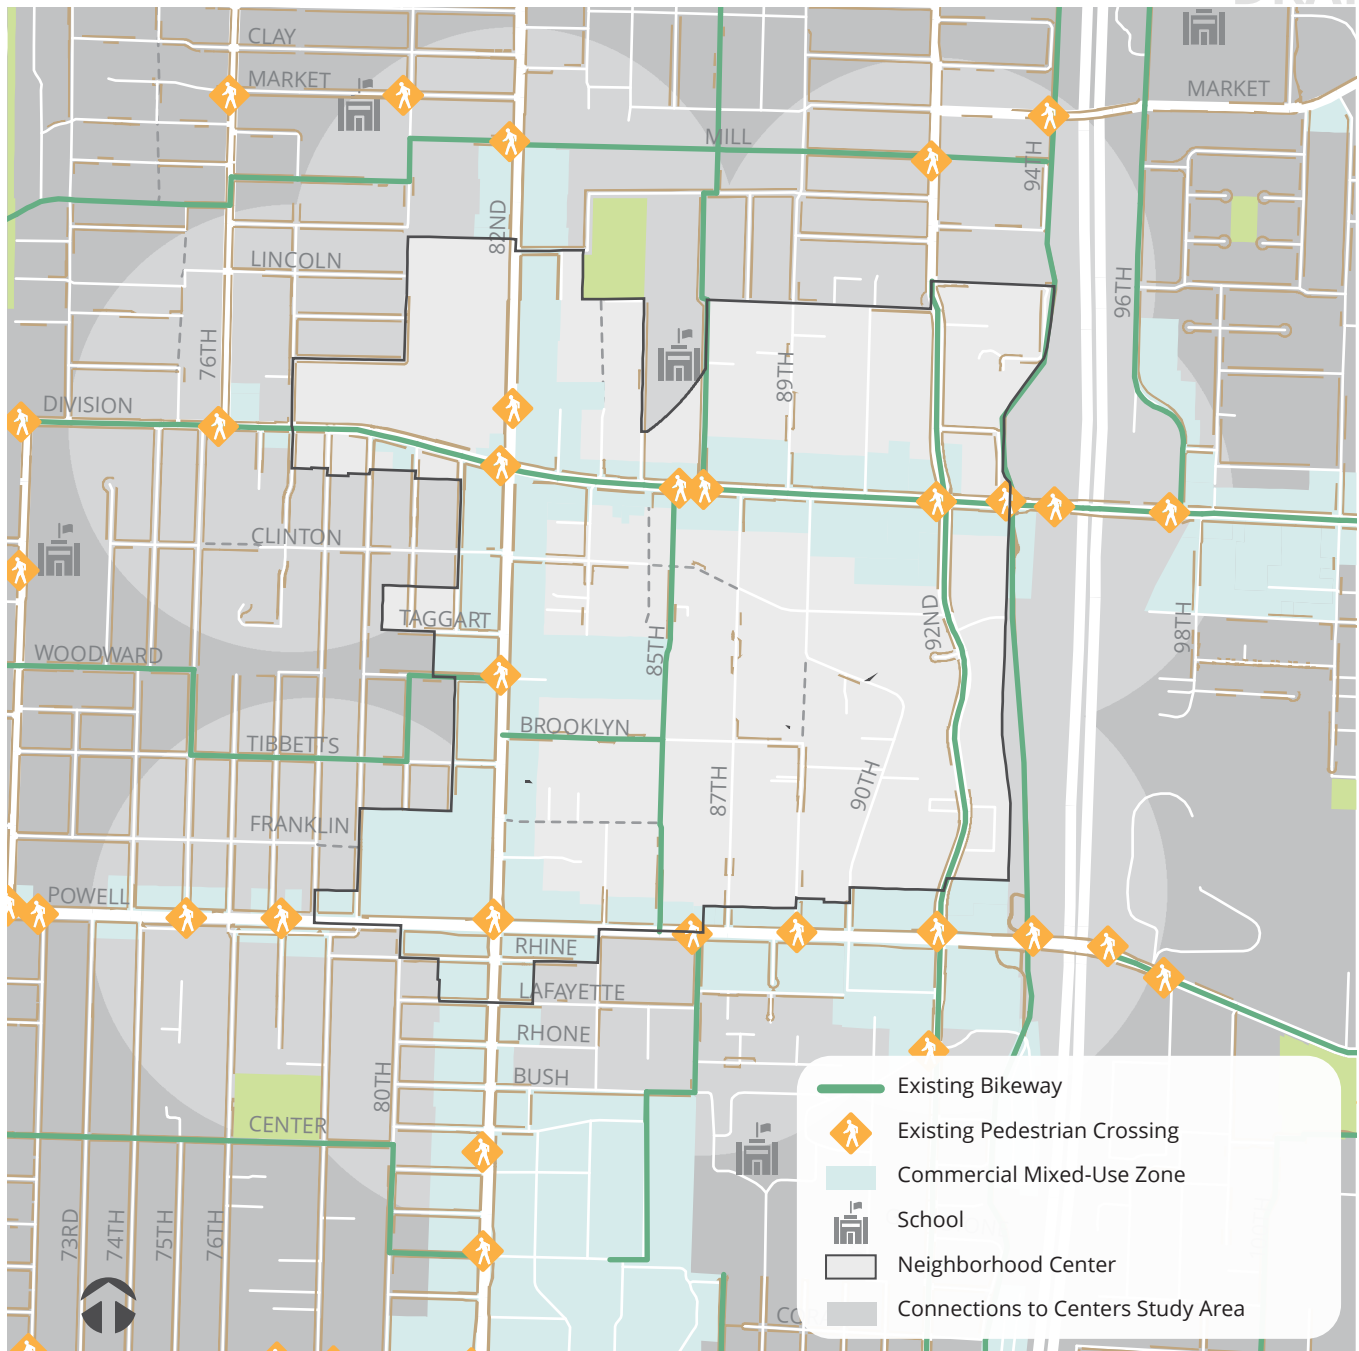 CLAY
MARKET
MARKET
MILL
94TH
82ND
LINCOLN
96TH
76TH
89TH
DIVISION
CLINTON
TAGGART
92ND
98TH
85TH
WOODWARD
BROOKLYN
TIBBETTS
87TH
90TH
FRANKLIN
POWELL
RHINE
LAFAYETTE
RHONE
BUSH
80TH
CENTER
73RD
74TH
75TH
76TH
Existing Bikeway
Existing Pedestrian Crossing
Commercial Mixed-Use Zone
School
Neighborhood Center
Connections to Centers Study Area